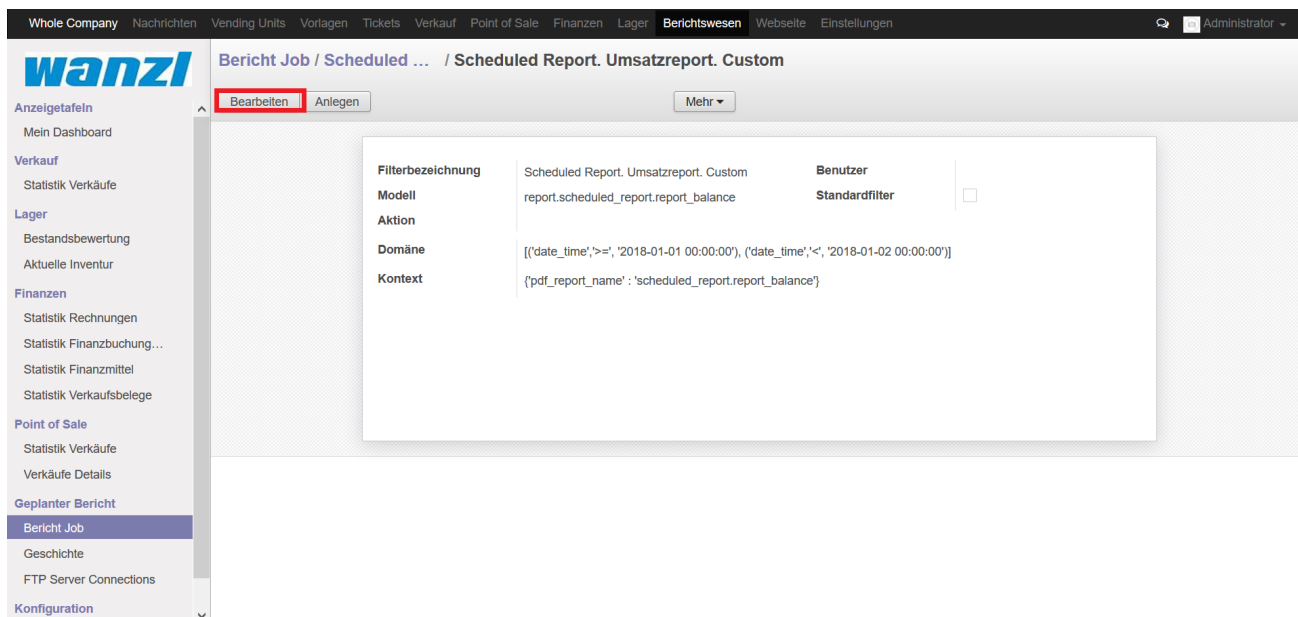 Whole Company Nachrichten Vending Units Vorlagen Tickets Verkauf Point of Sale Finanzen Lager Berichtswesen Webseite Einstellungen Administrator
wanzl
Bericht Job / Scheduled … / Scheduled Report. Umsatzreport. Custom
Bearbeiten Anlegen Mehr
Anzeigetafeln
Mein Dashboard
Verkauf
Statistik Verkäufe
Lager
Bestandsbewertung
Aktuelle Inventur
Finanzen
Statistik Rechnungen
Statistik Finanzbuchung…
Statistik Finanzmittel
Statistik Verkaufsbelege
Point of Sale
Statistik Verkäufe
Verkäufe Details
Geplanter Bericht
Bericht Job
Geschichte
FTP Server Connections
Konfiguration
Filterbezeichnung Scheduled Report. Umsatzreport. Custom Benutzer
Modell report.scheduled_report.report_balance Standardfilter
Aktion
Domäne [('date_time','>=', '2018-01-01 00:00:00'), ('date_time','<', '2018-01-02 00:00:00')]
Kontext {'pdf_report_name' : 'scheduled_report.report_balance'}